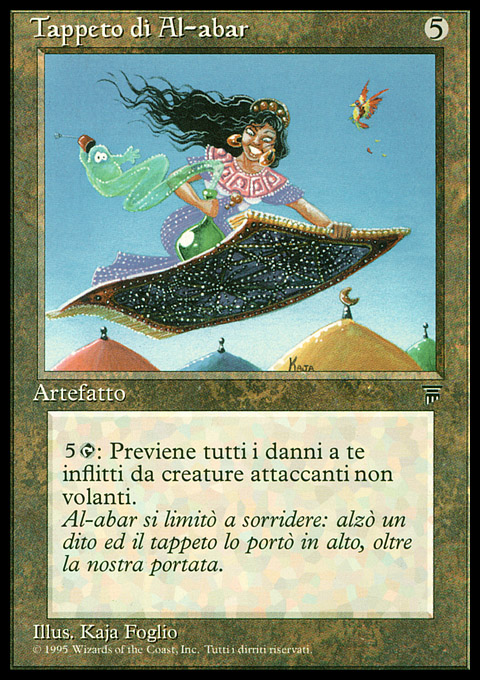 Tappeto di Al-abar
5
KAJA
Artefatto
5: Previene tutti i danni a te
inflitti da creature attaccanti non
volanti.
Al-abar si limitò a sorridere: alzò un
dito ed il tappeto lo portò in alto, oltre
la nostra portata.
Illus. Kaja Foglio
© 1995 Wizards of the Coast, Inc. Tutti i dirriti riservati.